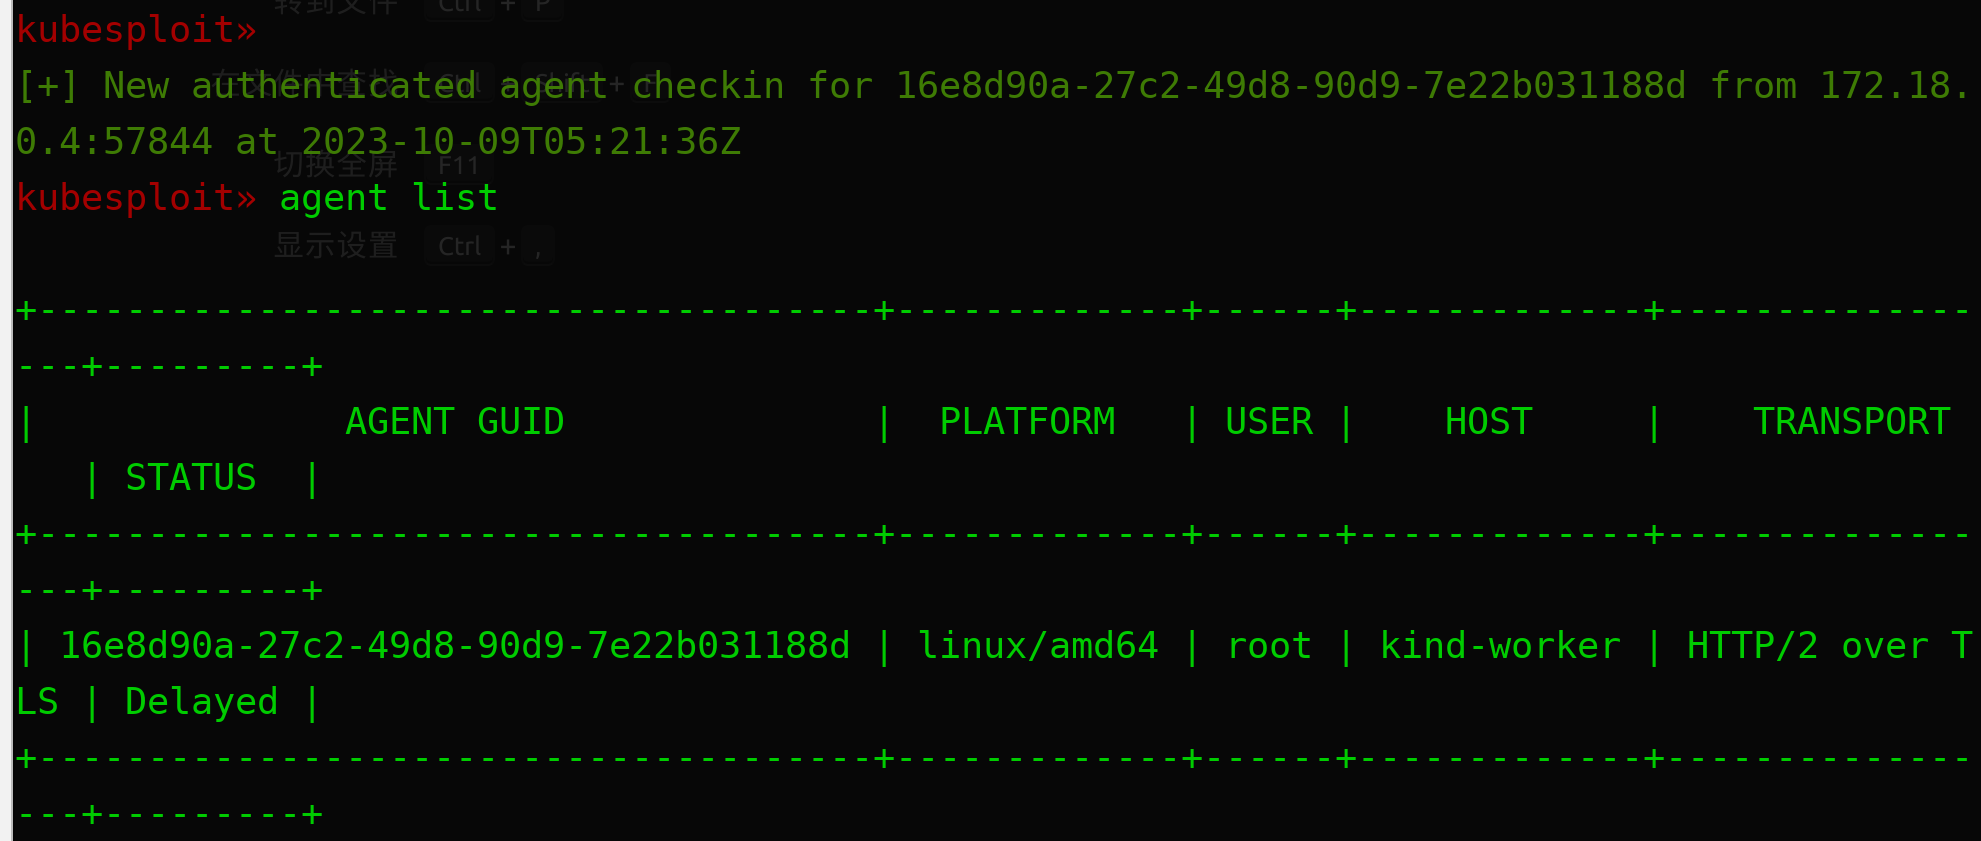 kubesploit»
[+] New authenticated agent checkin for 16e8d90a-27c2-49d8-90d9-7e22b031188d from 172.18.
0.4:57844 at 2023-10-09T05:21:36Z
kubesploit» agent list
转到文件 Ctrl + P
在文件中查找 Ctrl + Shift + F
切换全屏 F11
显示设置 Ctrl + ,
+--------------------------------------+-------------+------+-------------+--------------
---+---------+
| AGENT GUID | PLATFORM | USER | HOST | TRANSPORT
| STATUS |
+--------------------------------------+-------------+------+-------------+--------------
---+---------+
| 16e8d90a-27c2-49d8-90d9-7e22b031188d | linux/amd64 | root | kind-worker | HTTP/2 over T
LS | Delayed |
+--------------------------------------+-------------+------+-------------+--------------
---+---------+